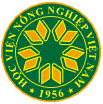 HỌC VIỆN NÔNG NGHIỆP VIỆT NAM
1956